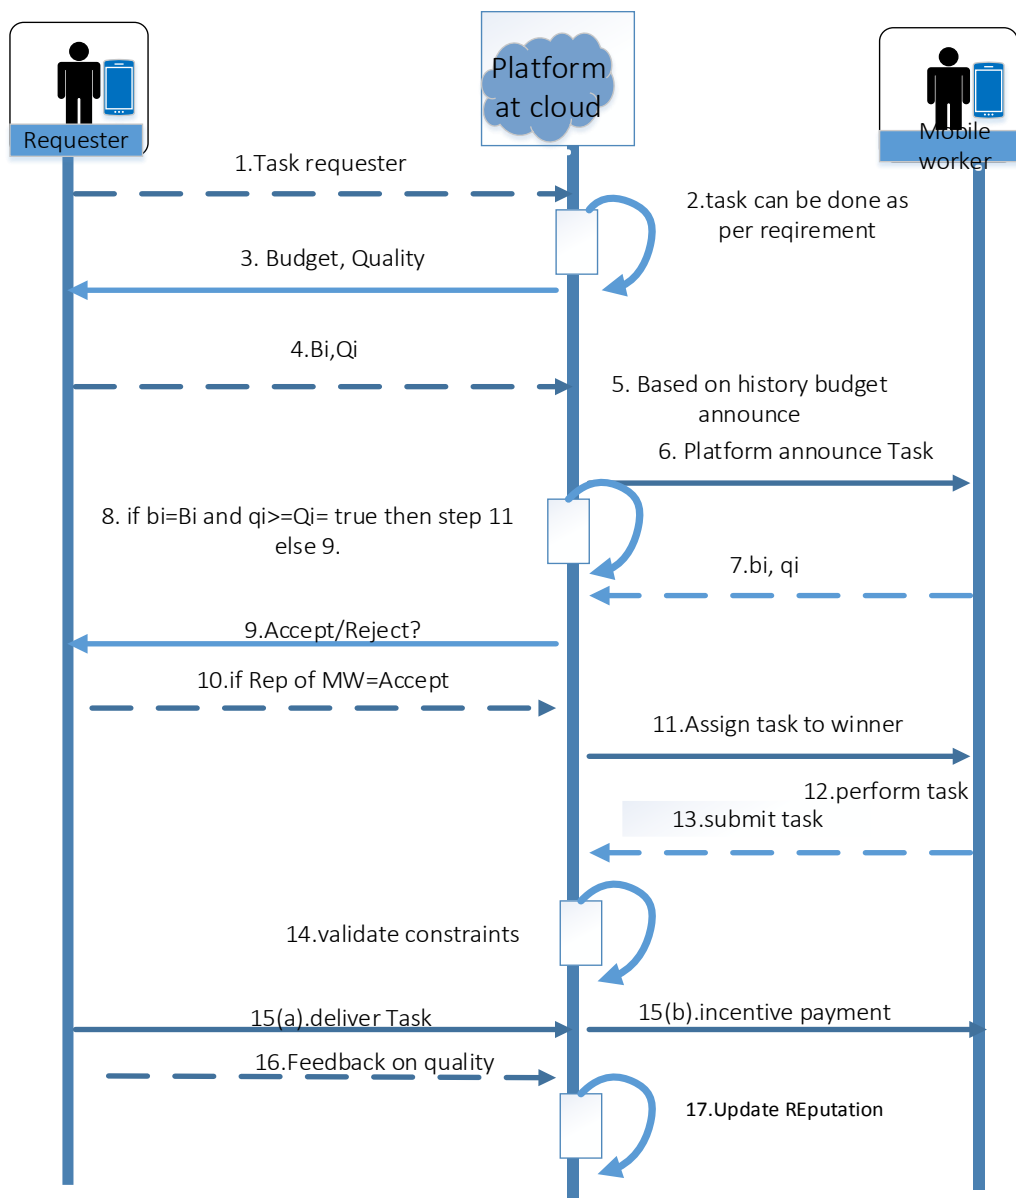 Requester
Platform
at cloud
Mobile
worker
1.Task requester
2.task can be done as
per reqirement
3. Budget, Quality
4.Bi,Qi
5. Based on history budget
announce
6. Platform announce Task
8. if bi=Bi and qi>=Qi= true then step 11
else 9.
7.bi, qi
9.Accept/Reject?
10.if Rep of MW=Accept
11.Assign task to winner
12.perform task
13.submit task
14.validate constraints
15(a).deliver Task
15(b).incentive payment
16.Feedback on quality
17.Update REputation